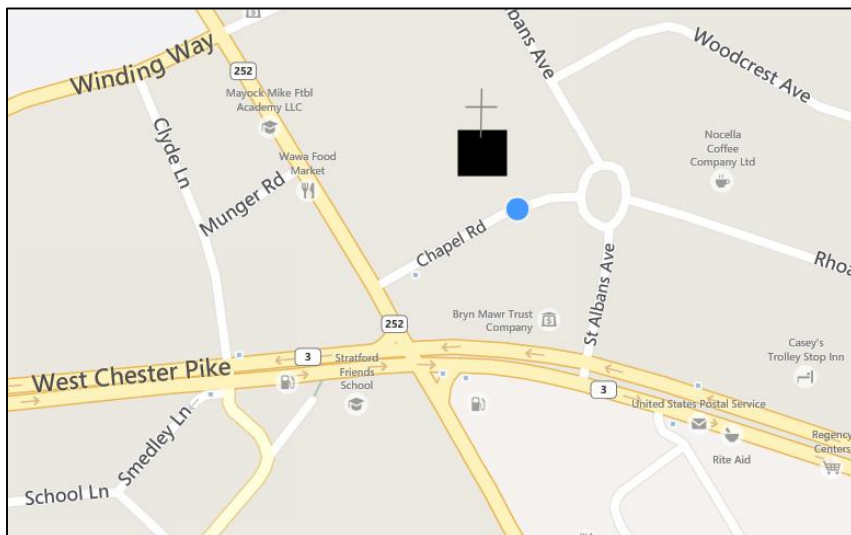 Winding Way
252
Mayock Mike Ftbl
Academy LLC
Clyde Ln
Wawa Food
Market
Munger Rd
Albans Ave
Woodcrest Ave
Nocella
Coffee
Company Ltd
Chapel Rd
Rhoa
St Albans Ave
Bryn Mawr Trust
Company
252
3
Stratford
Friends
School
West Chester Pike
Casey's
Trolley Stop Inn
3
United States Postal Service
Rite Aid
Regency
Centers
Smedley Ln
School Ln